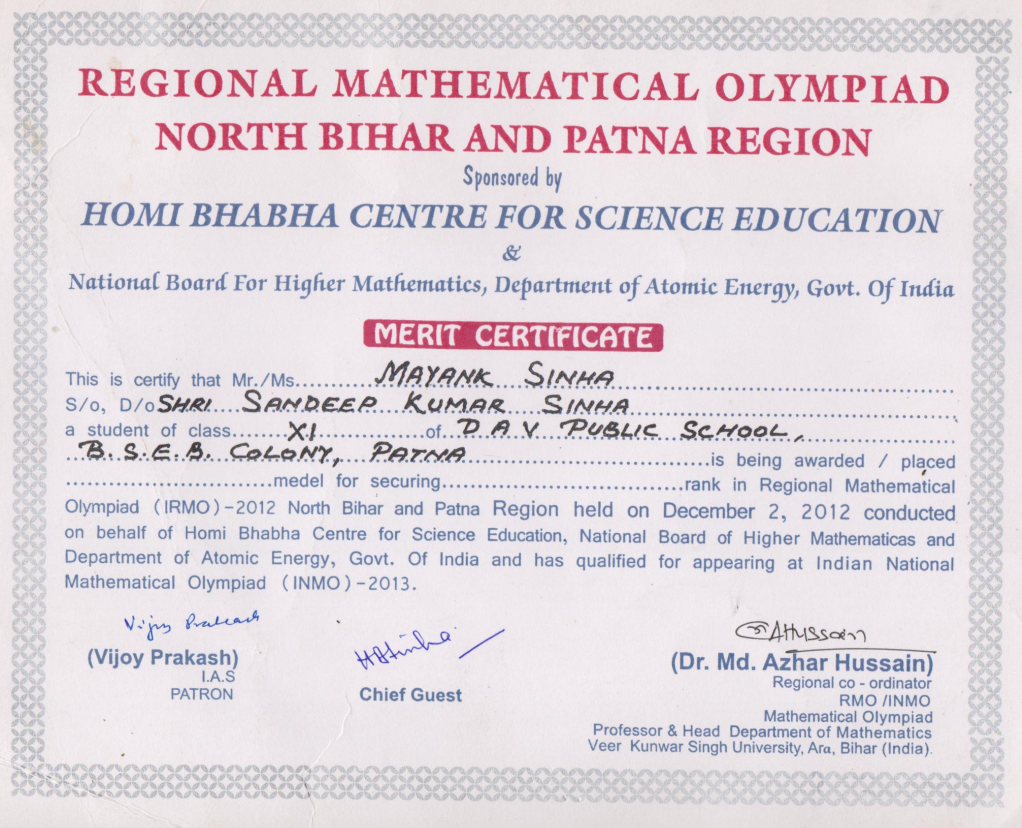 REGIONAL MATHEMATICAL OLYMPIAD
NORTH BIHAR AND PATNA REGION
Sponsored by
HOMI BHABHA CENTRE FOR SCIENCE EDUCATION
&
National Board For Higher Mathematics, Department of Atomic Energy, Govt. Of India
MERIT CERTIFICATE
This is certify that Mr./Ms. MAYANK SINHA
S/o, D/o SHRI SANDEEP KUMAR SINHA
a student of class XI of D A V PUBLIC SCHOOL,
B.S.E.B. COLONY, PATNA is being awarded / placed
medel for securing rank in Regional Mathematical
Olympiad (IRMO)-2012 North Bihar and Patna Region held on December 2, 2012 conducted
on behalf of Homi Bhabha Centre for Science Education, National Board of Higher Mathematicas and
Department of Atomic Energy, Govt. Of India and has qualified for appearing at Indian National
Mathematical Olympiad (INMO)-2013.
Vijoy Prakash
(Vijoy Prakash)
I.A.S
PATRON
Chief Guest
AHussain
(Dr. Md. Azhar Hussain)
Regional co - ordinator
RMO /INMO
Mathematical Olympiad
Professor & Head Department of Mathematics
Veer Kunwar Singh University, Ara, Bihar (India).